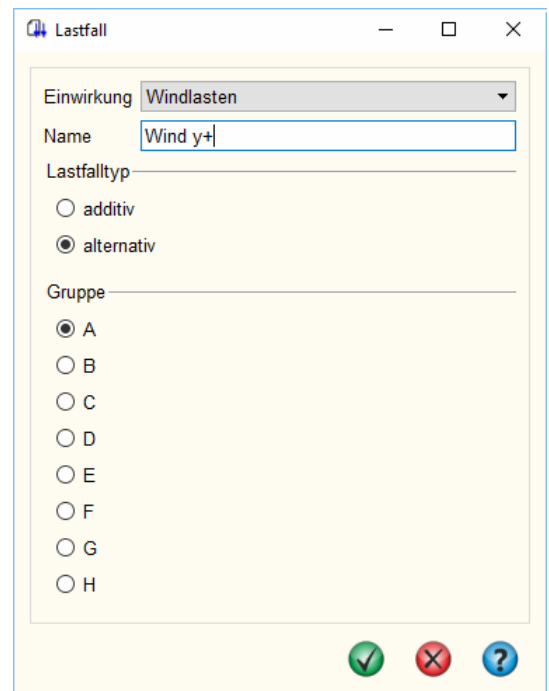 Lastfall
Einwirkung Windlasten
Name Wind y+
Lastfalltyp
additiv
alternativ
Gruppe
A
B
C
D
E
F
G
H
?